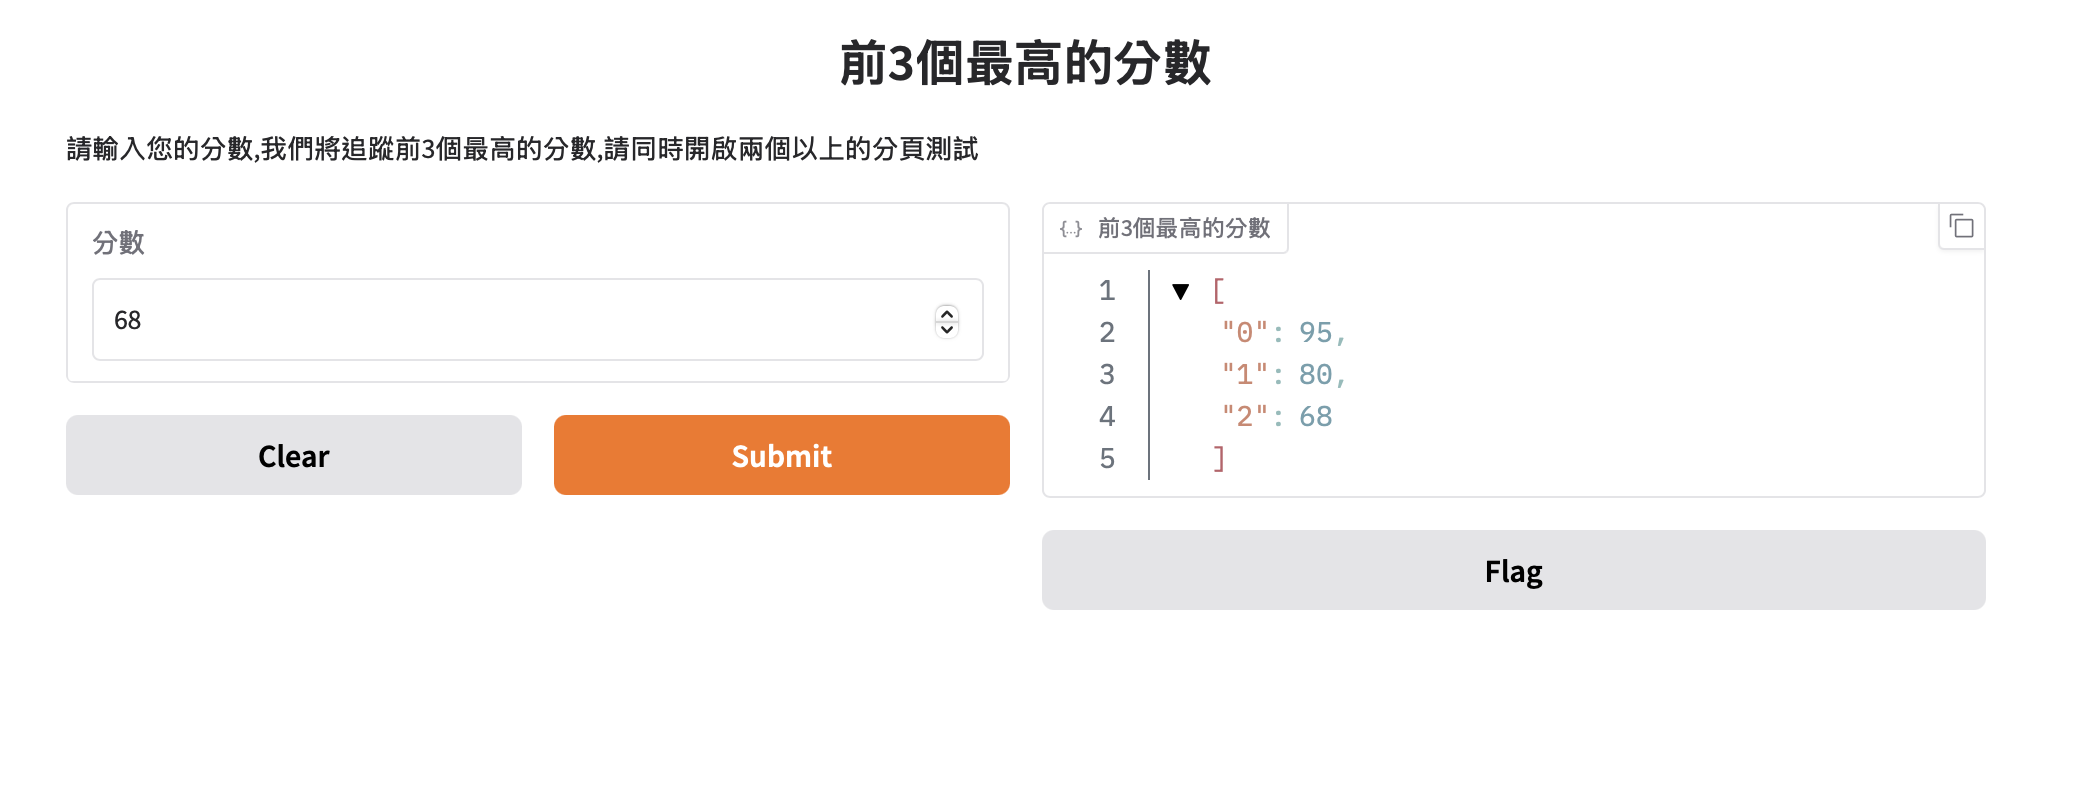 前3個最高的分數
請輸入您的分數,我們將追蹤前3個最高的分數,請同時開啟兩個以上的分頁測試
分數
68
Clear
Submit
{..} 前3個最高的分數
1 ▼ [
2 "0": 95,
3 "1": 80,
4 "2": 68
5 ]
Flag